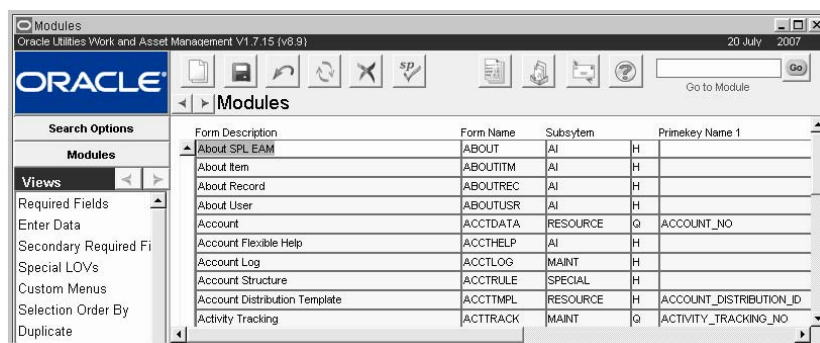 Modules
Oracle Utilities Work and Asset Management V1.7.15 (v8.9) 20 July 2007
ORACLE
sp
Go
Go to Module
Modules
Search Options
Modules
Views
Required Fields
Enter Data
Secondary Required Fi
Special LOVs
Custom Menus
Selection Order By
Duplicate
Form Description Form Name Subsytem Primekey Name 1
About SPL EAM ABOUT AI H
About Item ABOUTITM AI H
About Record ABOUTREC AI H
About User ABOUTUSR AI H
Account ACCTDATA RESOURCE Q ACCOUNT_NO
Account Flexible Help ACCTHELP AI H
Account Log ACCTLOG MAINT H
Account Structure ACCTRULE SPECIAL H
Account Distribution Template ACCTTMPL RESOURCE H ACCOUNT_DISTRIBUTION_ID
Activity Tracking ACTTRACK MAINT Q ACTIVITY_TRACKING_NO